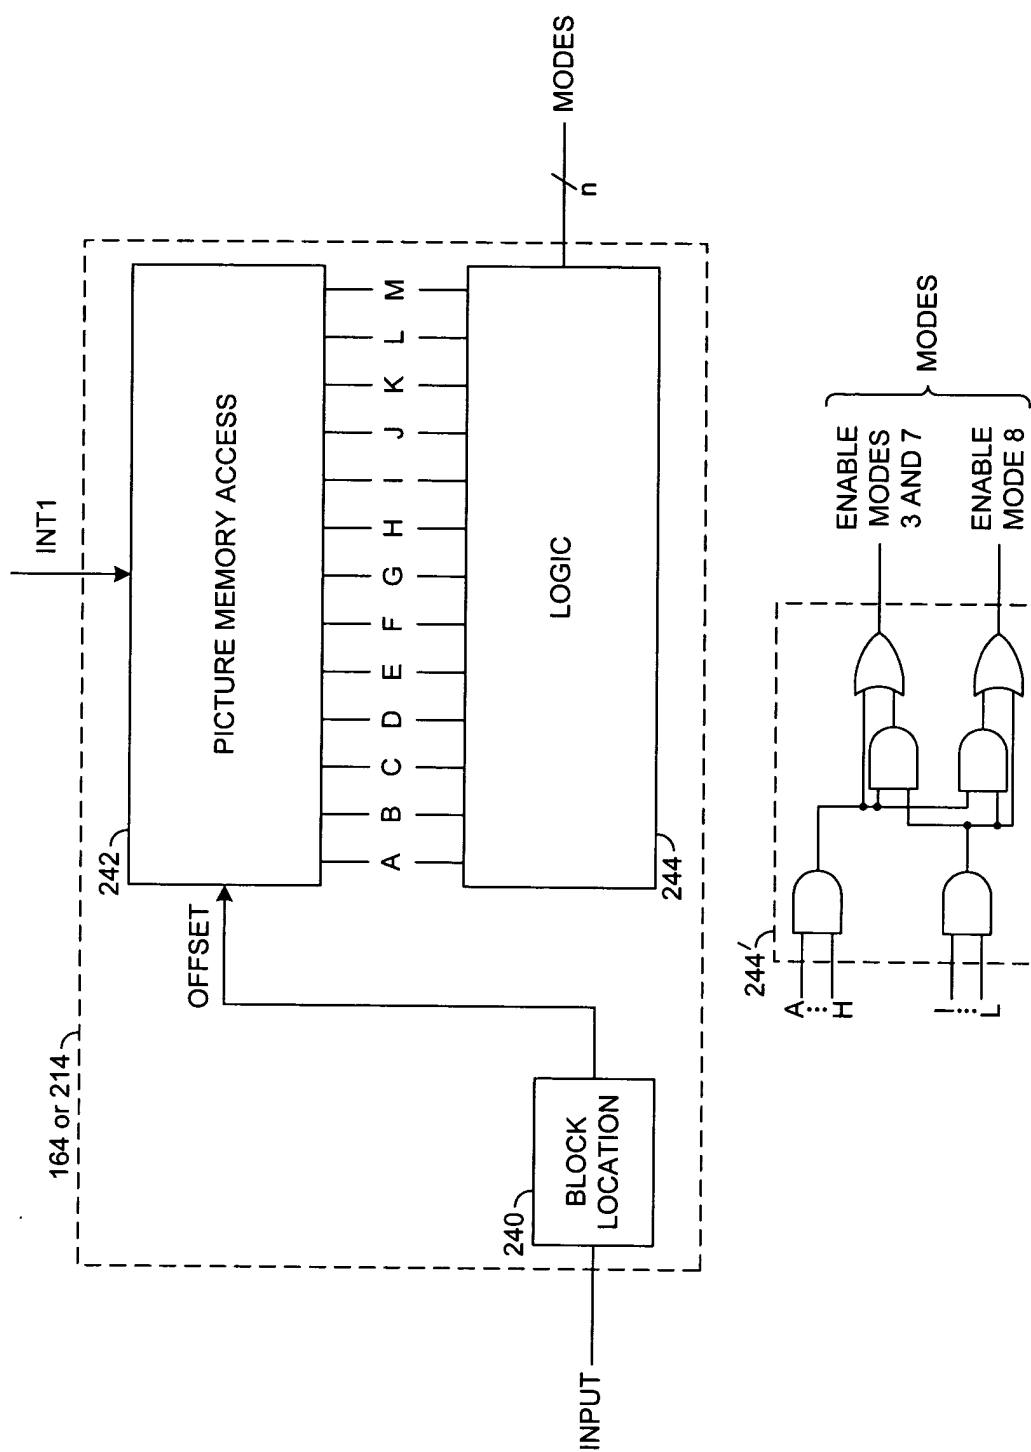 164 or 214
INT1
242
PICTURE MEMORY ACCESS
OFFSET
A B C D E F G H I J K L M
240
BLOCK
LOCATION
INPUT
244
LOGIC
n
MODES
244′
A
H
I
L
ENABLE
MODES
3 AND 7
ENABLE
MODE 8
MODES